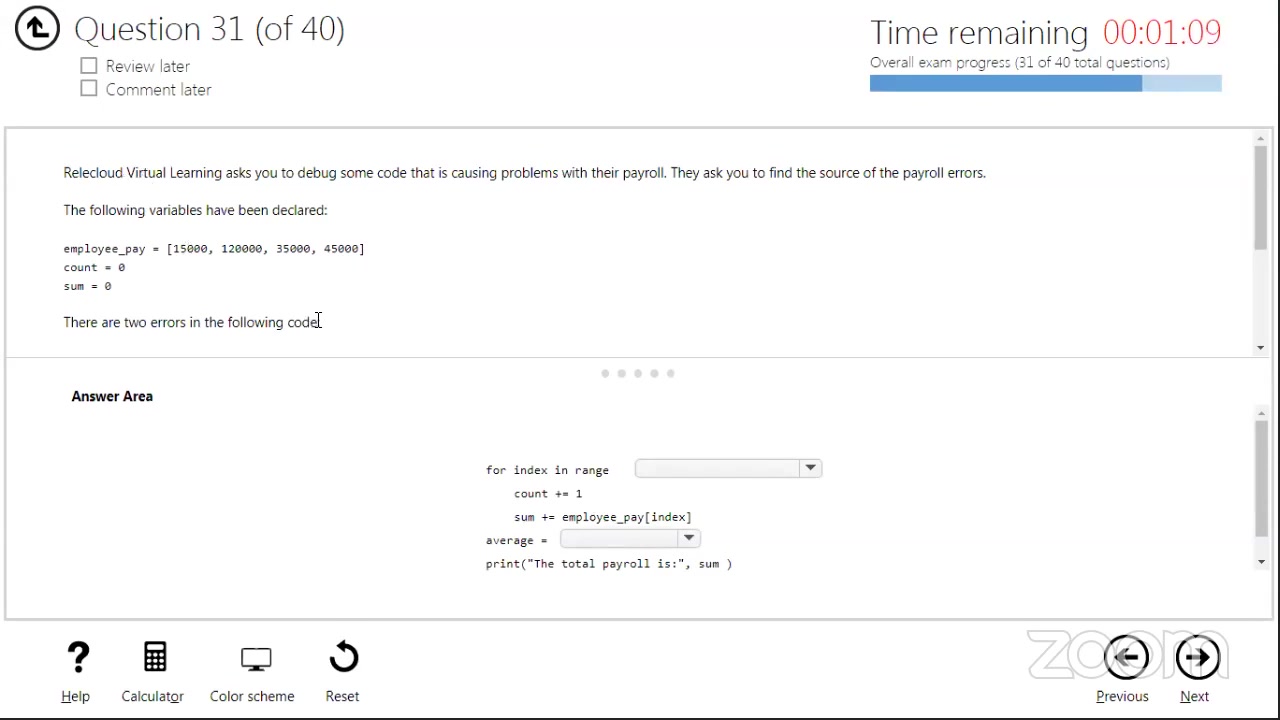 Question 31 (of 40)
Review later
Comment later
Time remaining 00:01:09
Overall exam progress (31 of 40 total questions)
Relecloud Virtual Learning asks you to debug some code that is causing problems with their payroll. They ask you to find the source of the payroll errors.
The following variables have been declared:
employee_pay = [15000, 120000, 35000, 45000]
count = 0
sum = 0
There are two errors in the following code
Answer Area
for index in range
count += 1
sum += employee_pay[index]
average =
print("The total payroll is:", sum )
? Help
Calculator
Color scheme
Reset
zoom
Previous
Next